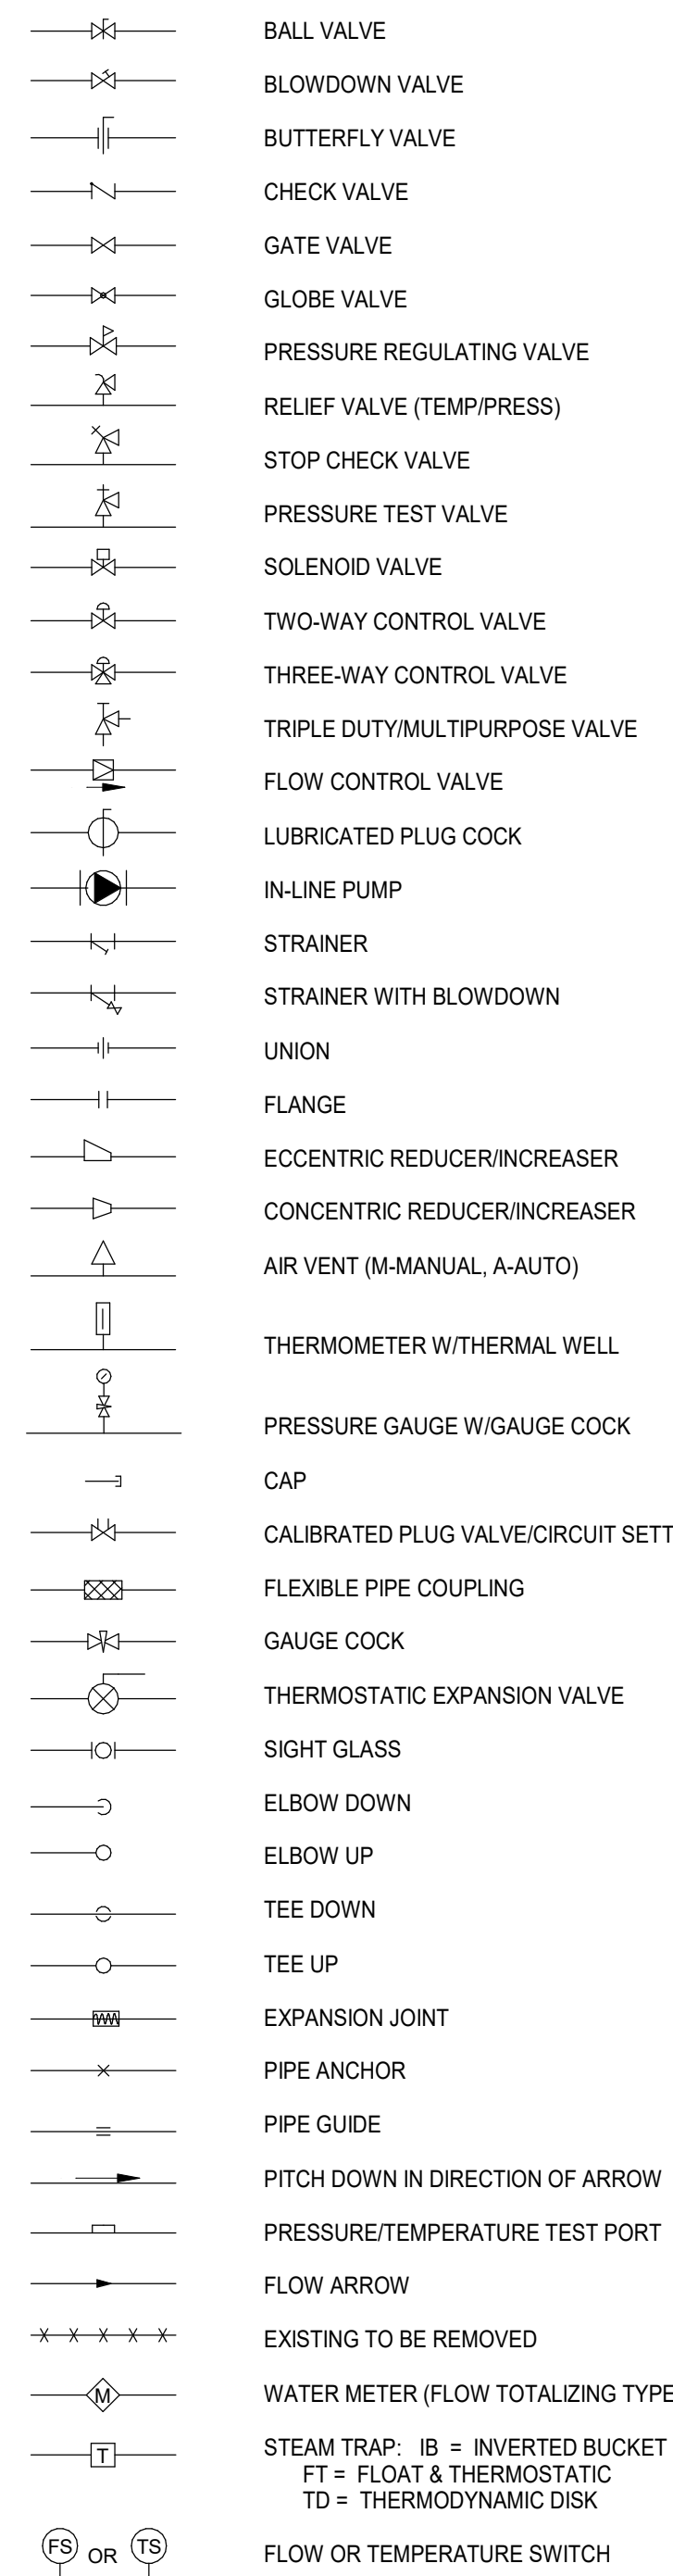 BALL VALVE
BLOWDOWN VALVE
BUTTERFLY VALVE
CHECK VALVE
GATE VALVE
GLOBE VALVE
PRESSURE REGULATING VALVE
RELIEF VALVE (TEMP/PRESS)
STOP CHECK VALVE
PRESSURE TEST VALVE
SOLENOID VALVE
TWO-WAY CONTROL VALVE
THREE-WAY CONTROL VALVE
TRIPLE DUTY/MULTIPURPOSE VALVE
FLOW CONTROL VALVE
LUBRICATED PLUG COCK
IN-LINE PUMP
STRAINER
STRAINER WITH BLOWDOWN
UNION
FLANGE
ECCENTRIC REDUCER/INCREASER
CONCENTRIC REDUCER/INCREASER
AIR VENT (M-MANUAL, A-AUTO)
THERMOMETER W/THERMAL WELL
PRESSURE GAUGE W/GAUGE COCK
CAP
CALIBRATED PLUG VALVE/CIRCUIT SETT
FLEXIBLE PIPE COUPLING
GAUGE COCK
THERMOSTATIC EXPANSION VALVE
SIGHT GLASS
ELBOW DOWN
ELBOW UP
TEE DOWN
TEE UP
EXPANSION JOINT
PIPE ANCHOR
PIPE GUIDE
PITCH DOWN IN DIRECTION OF ARROW
PRESSURE/TEMPERATURE TEST PORT
FLOW ARROW
EXISTING TO BE REMOVED
M WATER METER (FLOW TOTALIZING TYPE
T STEAM TRAP: IB = INVERTED BUCKET
FT = FLOAT & THERMOSTATIC
TD = THERMODYNAMIC DISK
FS OR TS FLOW OR TEMPERATURE SWITCH